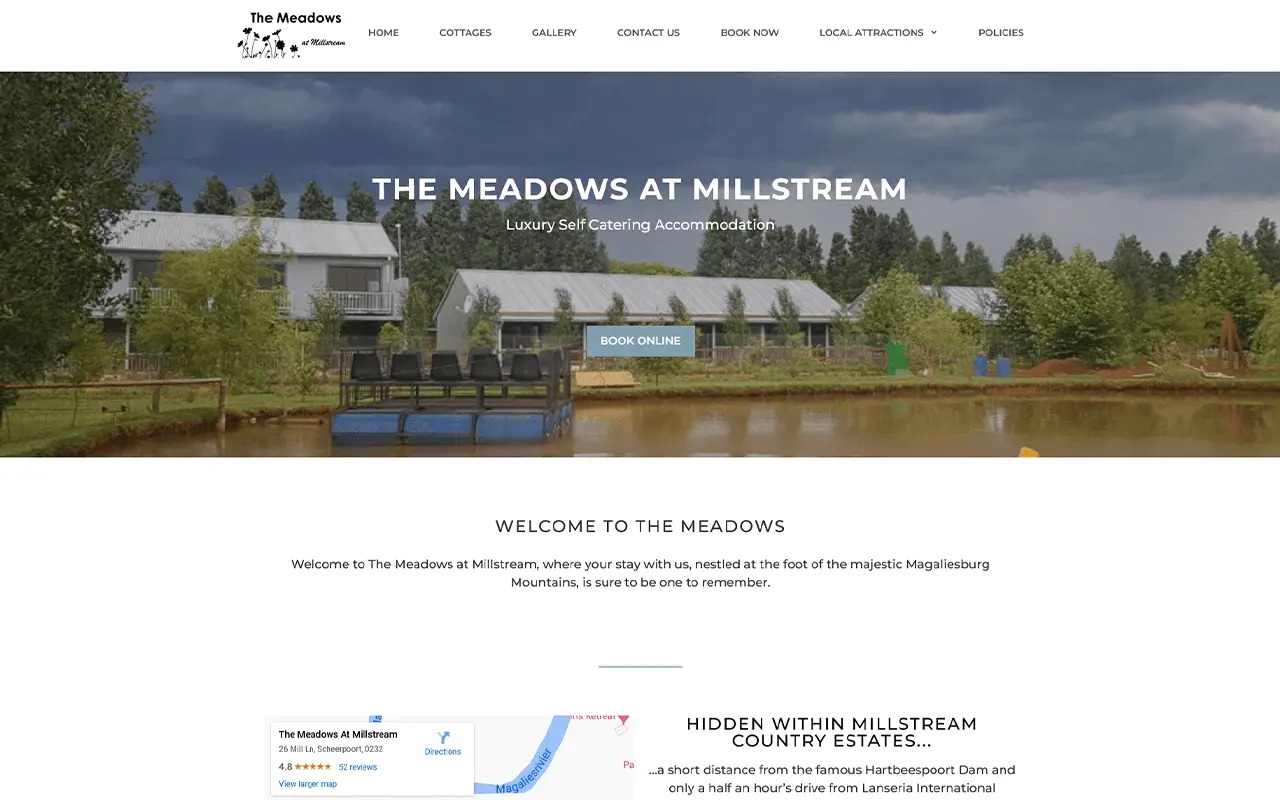 The Meadows
at Millstream
HOME
COTTAGES
GALLERY
CONTACT US
BOOK NOW
LOCAL ATTRACTIONS
POLICIES
THE MEADOWS AT MILLSTREAM
Luxury Self Catering Accommodation
BOOK ONLINE
WELCOME TO THE MEADOWS
Welcome to The Meadows at Millstream, where your stay with us, nestled at the foot of the majestic Magaliesburg
Mountains, is sure to be one to remember.
The Meadows At Millstream
26 Mill Ln, Scheerpoort, 0232
Directions
4.8 ★★★★★ 52 reviews
View larger map
Magaliesrivier
Retreat
Pa
HIDDEN WITHIN MILLSTREAM
COUNTRY ESTATES...
...a short distance from the famous Hartbeespoort Dam and
only a half an hour's drive from Lanseria International